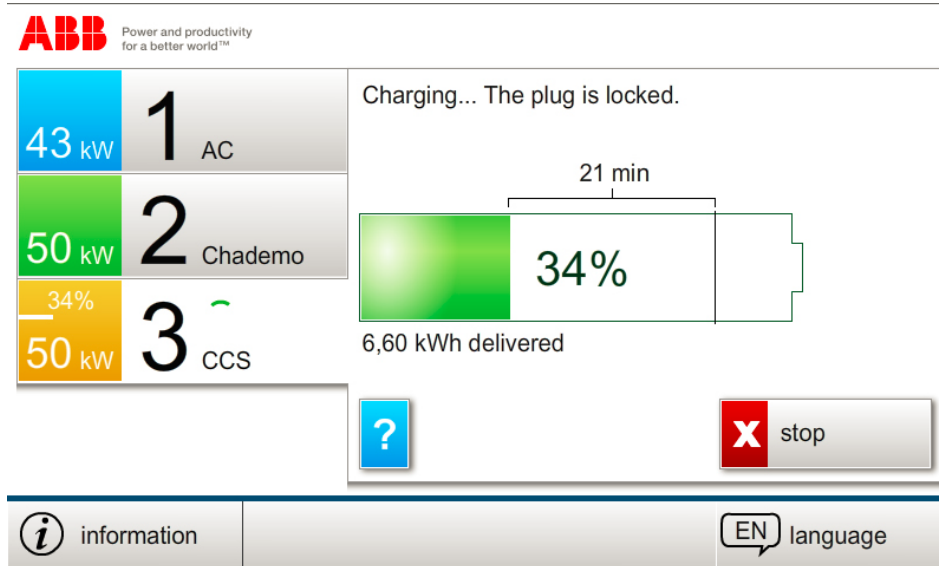 ABB
Power and productivity
for a better world™
43 kW
1 AC
50 kW
2 Chademo
34%
50 kW
3 CCS
Charging... The plug is locked.
21 min
34%
6,60 kWh delivered
?
X stop
i information
EN language